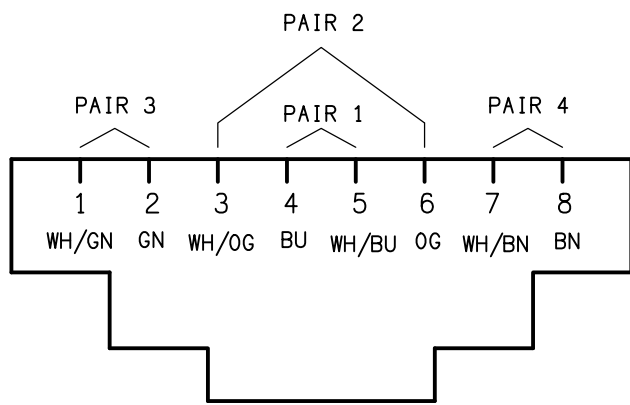 PAIR 2
PAIR 3 PAIR 1 PAIR 4
1 2 3 4 5 6 7 8
WH/GN GN WH/OG BU WH/BU OG WH/BN BN